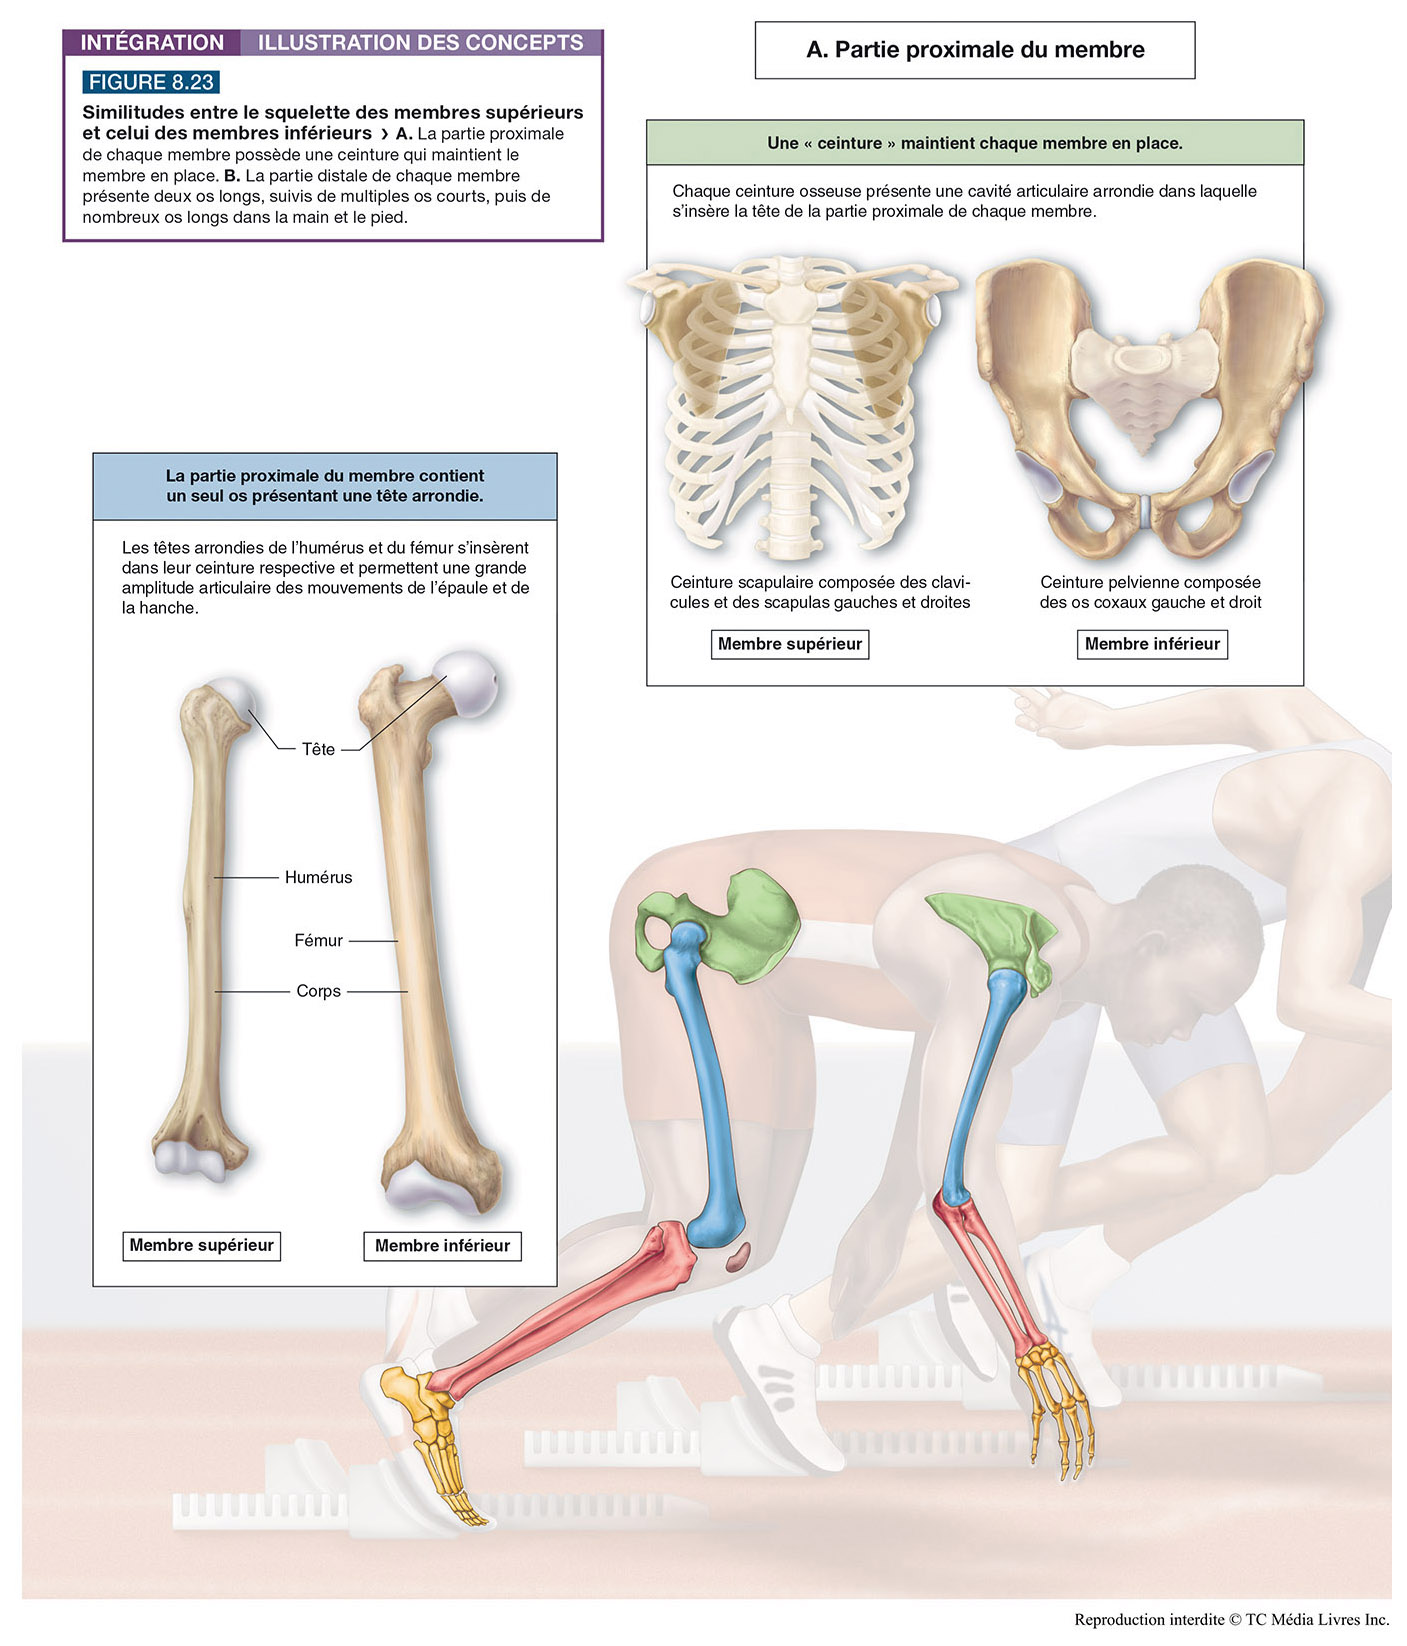 INTÉGRATION ILLUSTRATION DES CONCEPTS
FIGURE 8.23
Similitudes entre le squelette des membres supérieurs
et celui des membres inférieurs › A. La partie proximale
de chaque membre possède une ceinture qui maintient le
membre en place. B. La partie distale de chaque membre
présente deux os longs, suivis de multiples os courts, puis de
nombreux os longs dans la main et le pied.
A. Partie proximale du membre
Une « ceinture » maintient chaque membre en place.
Chaque ceinture osseuse présente une cavité articulaire arrondie dans laquelle
s'insère la tête de la partie proximale de chaque membre.
Ceinture scapulaire composée des clavi-
cules et des scapulas gauches et droites
Membre supérieur
Ceinture pelvienne composée
des os coxaux gauche et droit
Membre inférieur
La partie proximale du membre contient
un seul os présentant une tête arrondie.
Les têtes arrondies de l'humérus et du fémur s'insèrent
dans leur ceinture respective et permettent une grande
amplitude articulaire des mouvements de l'épaule et de
la hanche.
Tête
Humérus
Fémur
Corps
Membre supérieur
Membre inférieur
Reproduction interdite © TC Média Livres Inc.